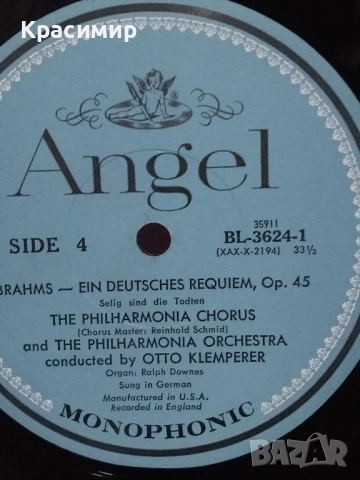 Красимир
Angel
SIDE 4
35911
BL-3624-1
(XAX-X-2194) 33⅓
BRAHMS — EIN DEUTSCHES REQUIEM, Op. 45
Selig sind die Todten
THE PHILHARMONIA CHORUS
(Chorus Master: Reinhold Schmid)
and THE PHILHARMONIA ORCHESTRA
conducted by OTTO KLEMPERER
Organ: Ralph Downes
Sung in German
Manufactured in U.S.A.
Recorded in England
MONOPHONIC
BAZAR